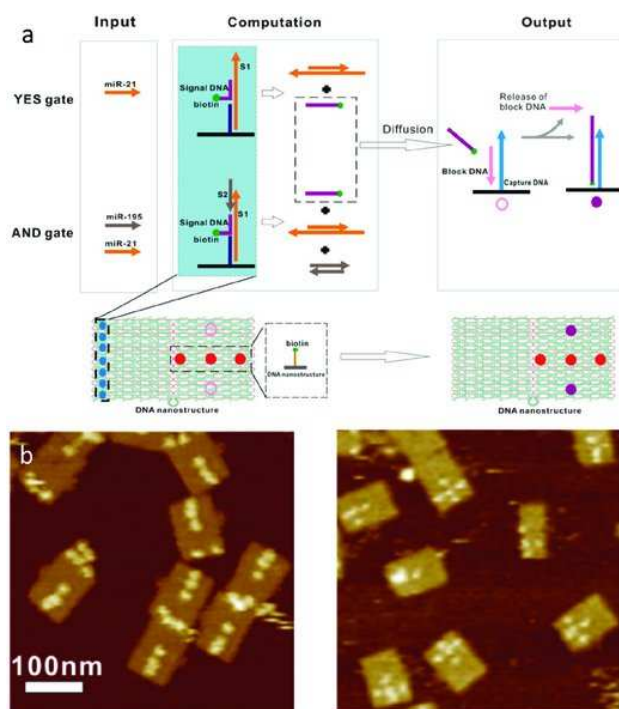 a
Input
Computation
Output
YES gate
miR-21
Signal DNA
biotin
S1
Diffusion
Release of
block DNA
Block DNA
Capture DNA
AND gate
miR-195
miR-21
S2
Signal DNA
biotin
S1
biotin
DNA nanostructure
DNA nanostructure
DNA nanostructure
b
100nm